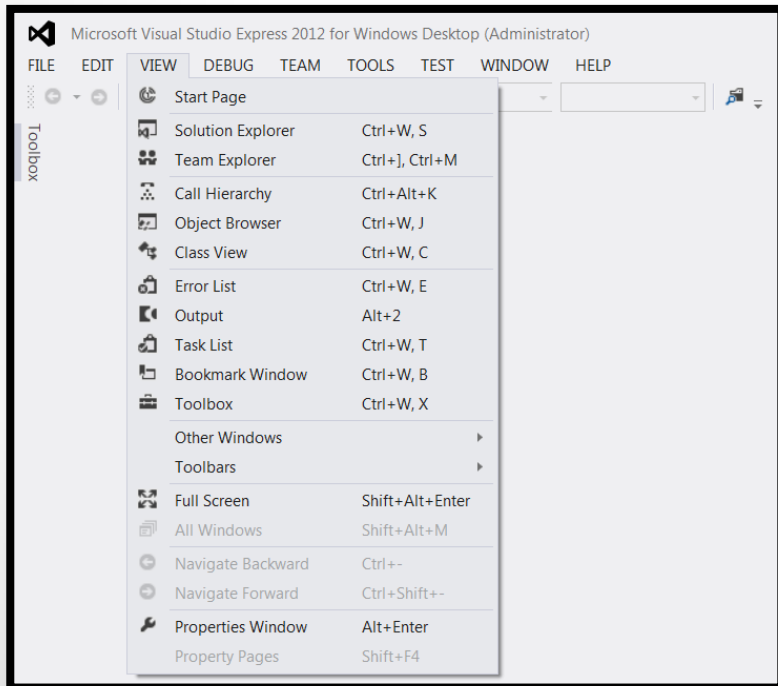 Microsoft Visual Studio Express 2012 for Windows Desktop (Administrator)
FILE EDIT VIEW DEBUG TEAM TOOLS TEST WINDOW HELP
Toolbox
Start Page
Solution Explorer Ctrl+W, S
Team Explorer Ctrl+], Ctrl+M
Call Hierarchy Ctrl+Alt+K
Object Browser Ctrl+W, J
Class View Ctrl+W, C
Error List Ctrl+W, E
Output Alt+2
Task List Ctrl+W, T
Bookmark Window Ctrl+W, B
Toolbox Ctrl+W, X
Other Windows
Toolbars
Full Screen Shift+Alt+Enter
All Windows Shift+Alt+M
Navigate Backward Ctrl+-
Navigate Forward Ctrl+Shift+-
Properties Window Alt+Enter
Property Pages Shift+F4